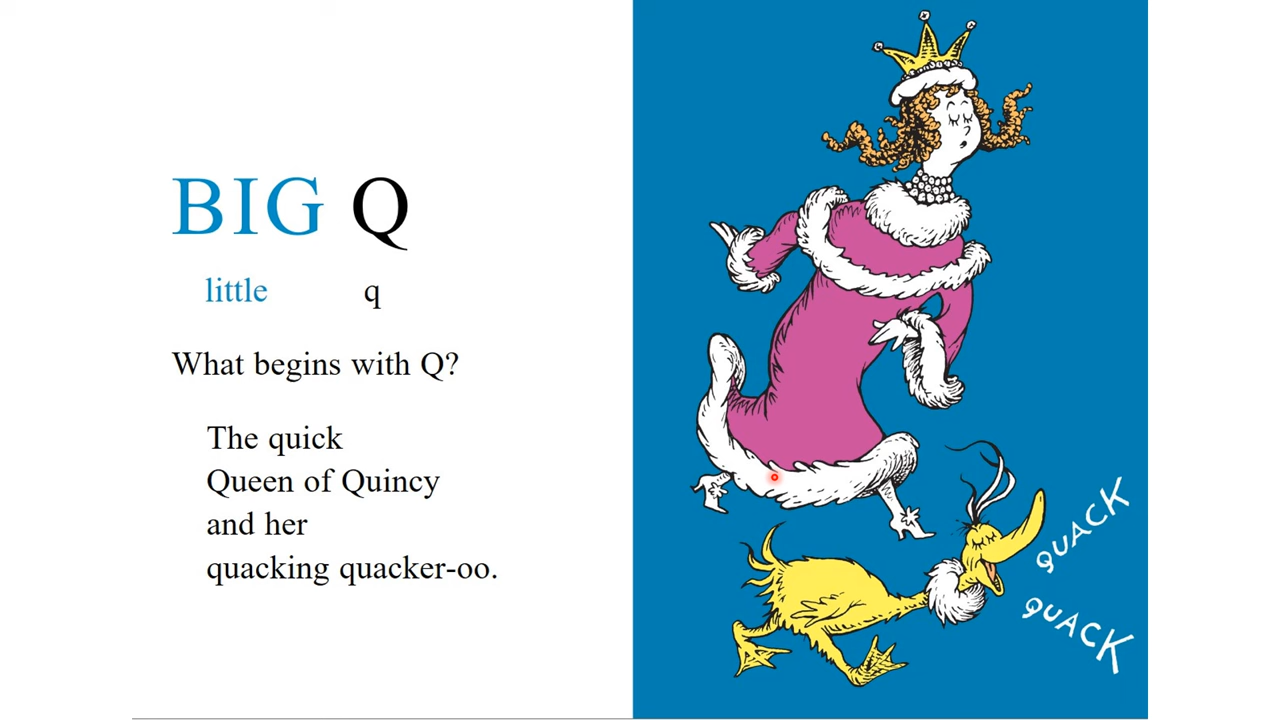 BIG Q
little q
What begins with Q?
The quick
Queen of Quincy
and her
quacking quacker-oo.
QUACK
QUACK